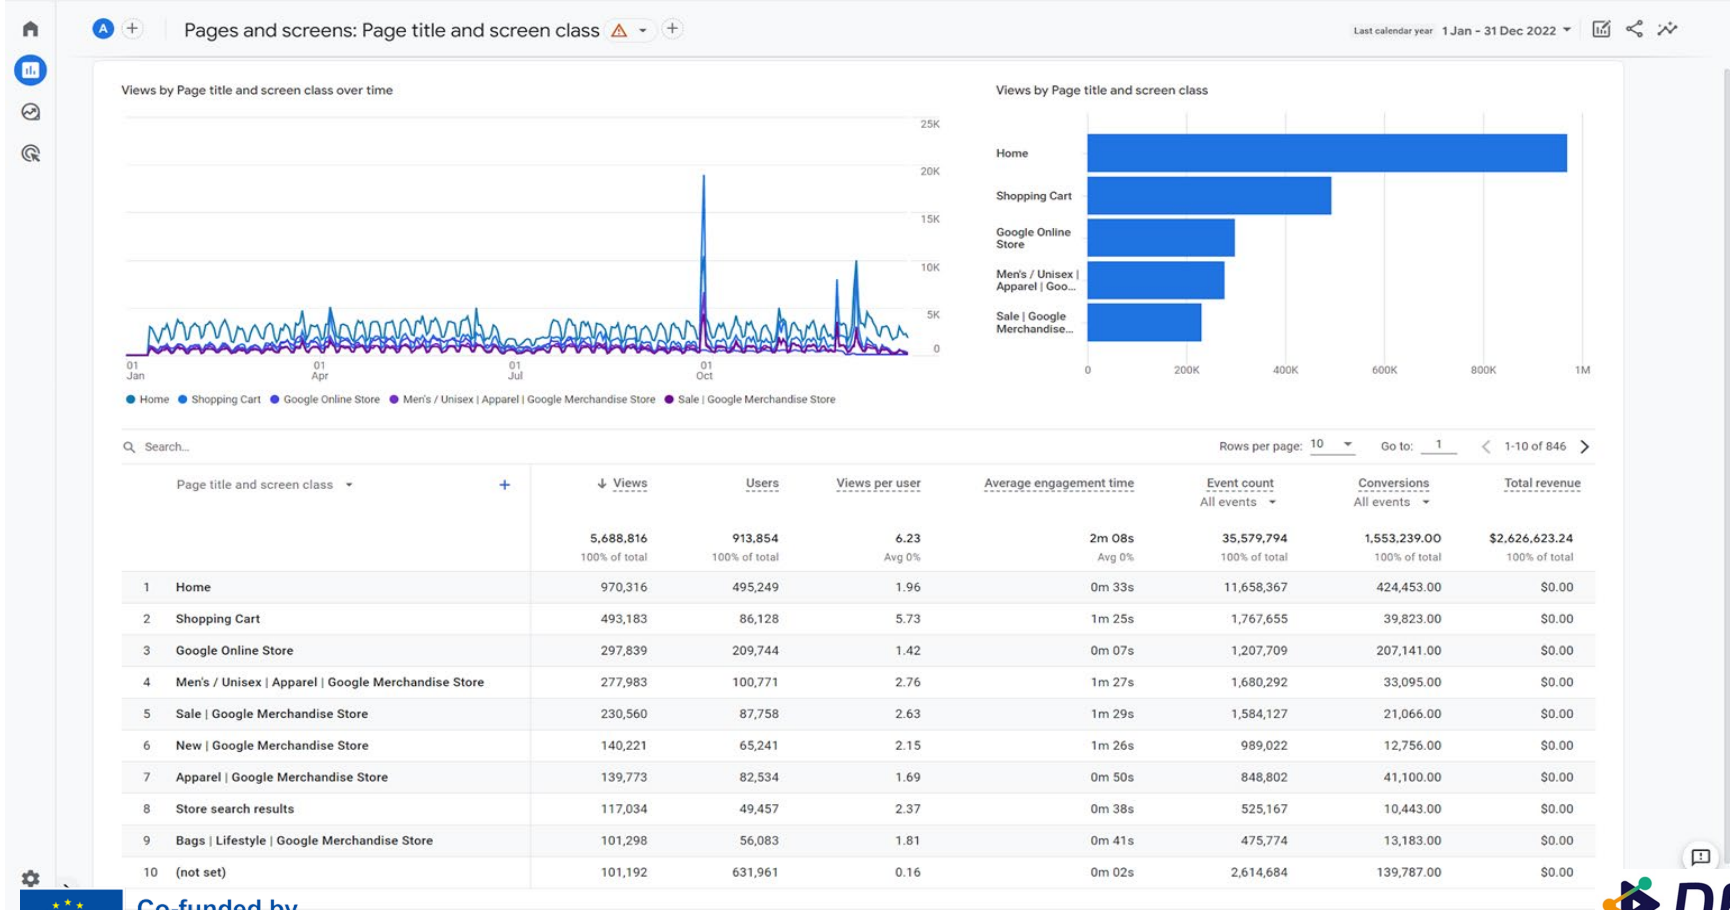 A
Pages and screens: Page title and screen class
Last calendar year 1 Jan - 31 Dec 2022
Views by Page title and screen class over time
25K
20K
15K
10K
5K
0
01 Jan
01 Apr
01 Jul
01 Oct
Home Shopping Cart Google Online Store Men's / Unisex | Apparel | Google Merchandise Store Sale | Google Merchandise Store
Views by Page title and screen class
Home
Shopping Cart
Google Online
Store
Men's / Unisex |
Apparel | Goo...
Sale | Google
Merchandise...
0 200K 400K 600K 800K 1M
Search...
Rows per page: 10 Go to: 1 1-10 of 846
Page title and screen class Views Users Views per user Average engagement time Event count Conversions Total revenue
All events All events
5,688,816 913,854 6.23 2m 08s 35,579,794 1,553,239.00 $2,626,623.24
100% of total 100% of total Avg 0% Avg 0% 100% of total 100% of total 100% of total
1 Home 970,316 495,249 1.96 0m 33s 11,658,367 424,453.00 $0.00
2 Shopping Cart 493,183 86,128 5.73 1m 25s 1,767,655 39,823.00 $0.00
3 Google Online Store 297,839 209,744 1.42 0m 07s 1,207,709 207,141.00 $0.00
4 Men's / Unisex | Apparel | Google Merchandise Store 277,983 100,771 2.76 1m 27s 1,680,292 33,095.00 $0.00
5 Sale | Google Merchandise Store 230,560 87,758 2.63 1m 29s 1,584,127 21,066.00 $0.00
6 New | Google Merchandise Store 140,221 65,241 2.15 1m 26s 989,022 12,756.00 $0.00
7 Apparel | Google Merchandise Store 139,773 82,534 1.69 0m 50s 848,802 41,100.00 $0.00
8 Store search results 117,034 49,457 2.37 0m 38s 525,167 10,443.00 $0.00
9 Bags | Lifestyle | Google Merchandise Store 101,298 56,083 1.81 0m 41s 475,774 13,183.00 $0.00
10 (not set) 101,192 631,961 0.16 0m 02s 2,614,684 139,787.00 $0.00
Co-funded by